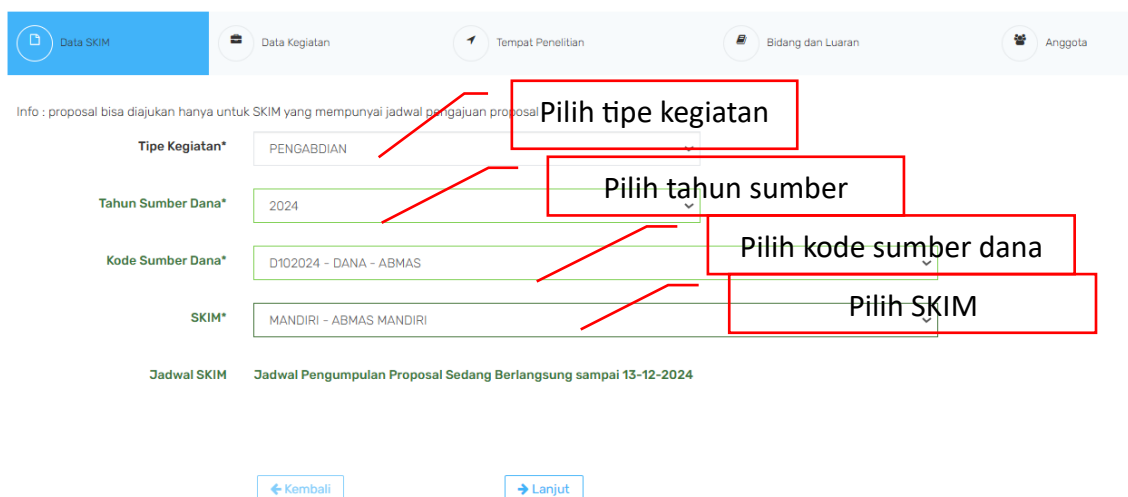 Data SKIM
Data Kegiatan
Tempat Penelitian
Bidang dan Luaran
Anggota
Info : proposal bisa diajukan hanya untuk SKIM yang mempunyai jadwal pengajuan proposal
Pilih tipe kegiatan
Tipe Kegiatan*
PENGABDIAN
Pilih tahun sumber
Tahun Sumber Dana*
2024
Pilih kode sumber dana
Kode Sumber Dana*
D102024 - DANA - ABMAS
Pilih SKIM
SKIM*
MANDIRI - ABMAS MANDIRI
Jadwal SKIM
Jadwal Pengumpulan Proposal Sedang Berlangsung sampai 13-12-2024
Kembali
Lanjut